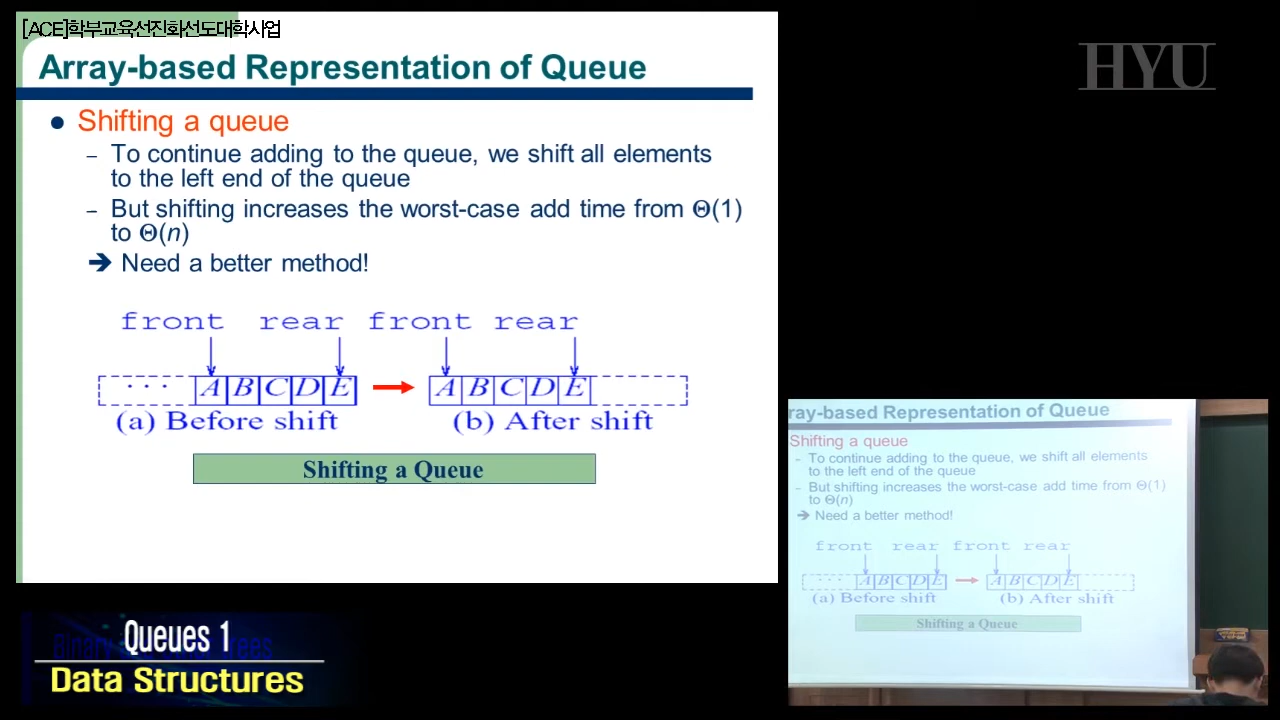 [ACE]학부교육선진화선도대학사업
HYU
Array-based Representation of Queue
Shifting a queue
– To continue adding to the queue, we shift all elements
to the left end of the queue
– But shifting increases the worst-case add time from Θ(1)
to Θ(n)
➔ Need a better method!
front rear front rear
· · · A B C D E A B C D E
(a) Before shift (b) After shift
Shifting a Queue
ray-based Representation of Queue
Shifting a queue
– To continue adding to the queue, we shift all elements
to the left end of the queue
– But shifting increases the worst-case add time from Θ(1)
to Θ(n)
➔ Need a better method!
front rear front rear
· · · A B C D E A B C D E
(a) Before shift (b) After shift
Shifting a Queue
Queues 1
Data Structures